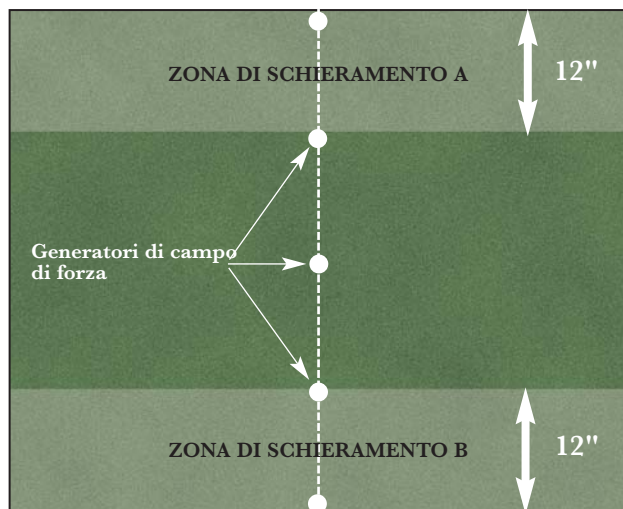 ZONA DI SCHIERAMENTO A
12"
Generatori di campo
di forza
ZONA DI SCHIERAMENTO B
12"